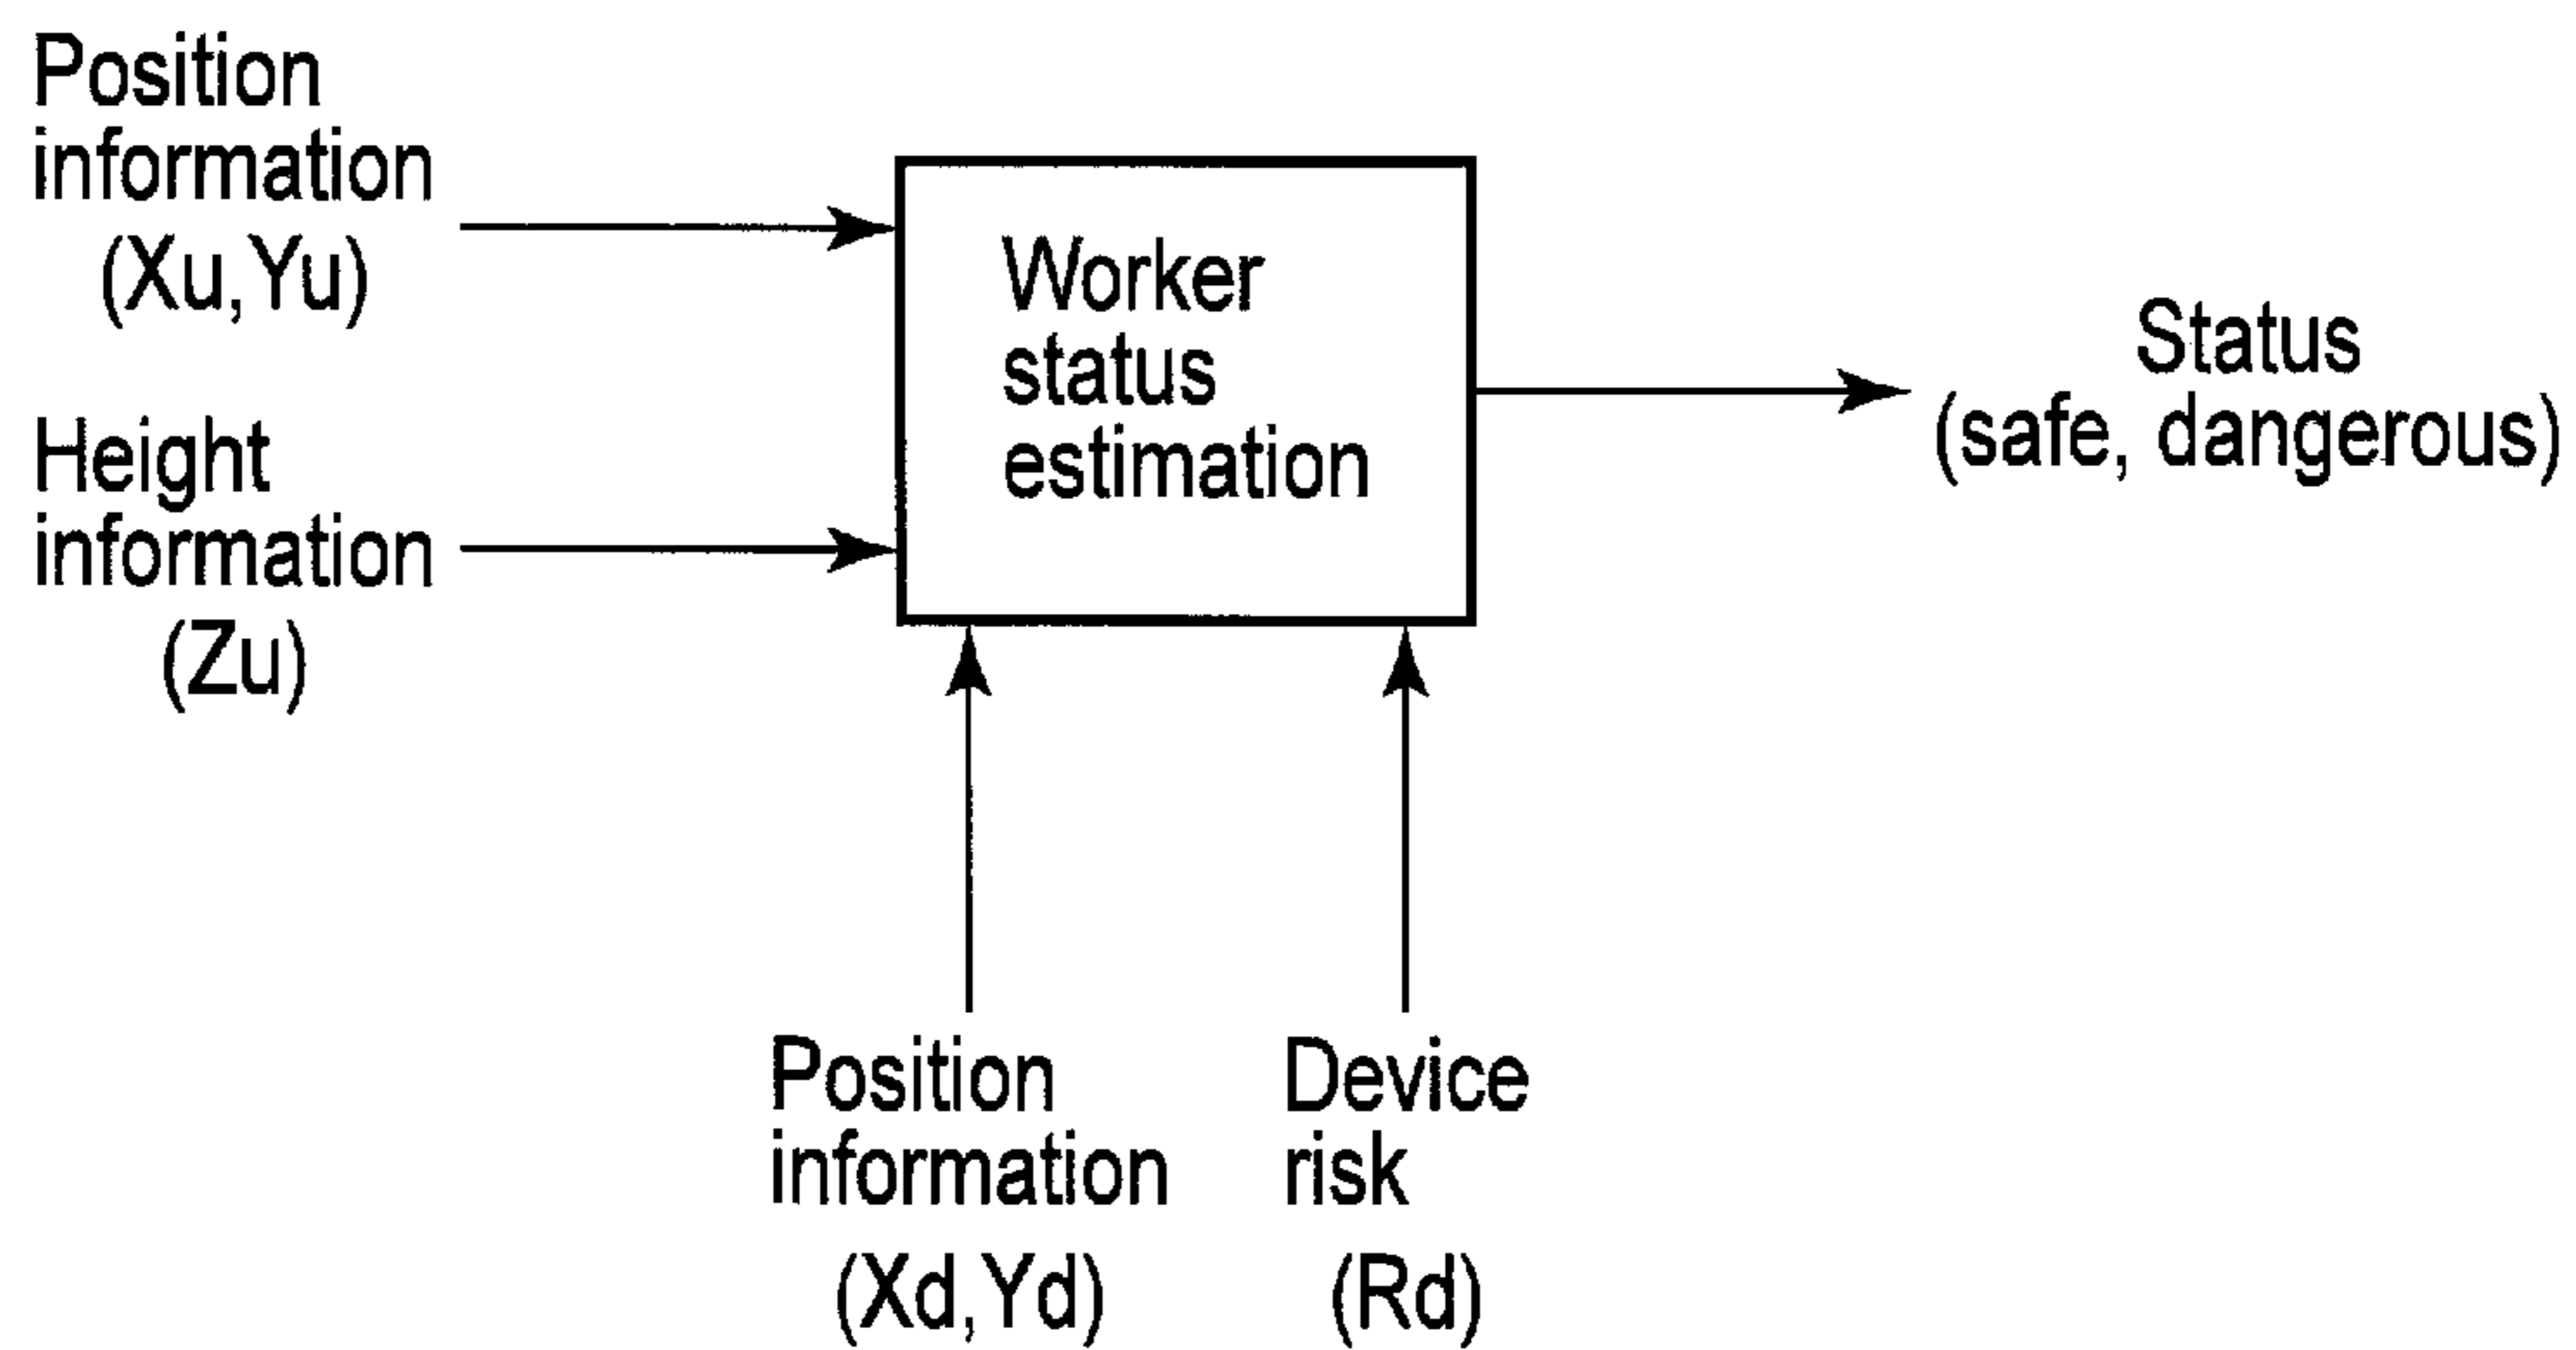 Position
information
(Xu,Yu)
Height
information
(Zu)
Worker
status
estimation
Status
(safe, dangerous)
Position
information
(Xd,Yd)
Device
risk
(Rd)